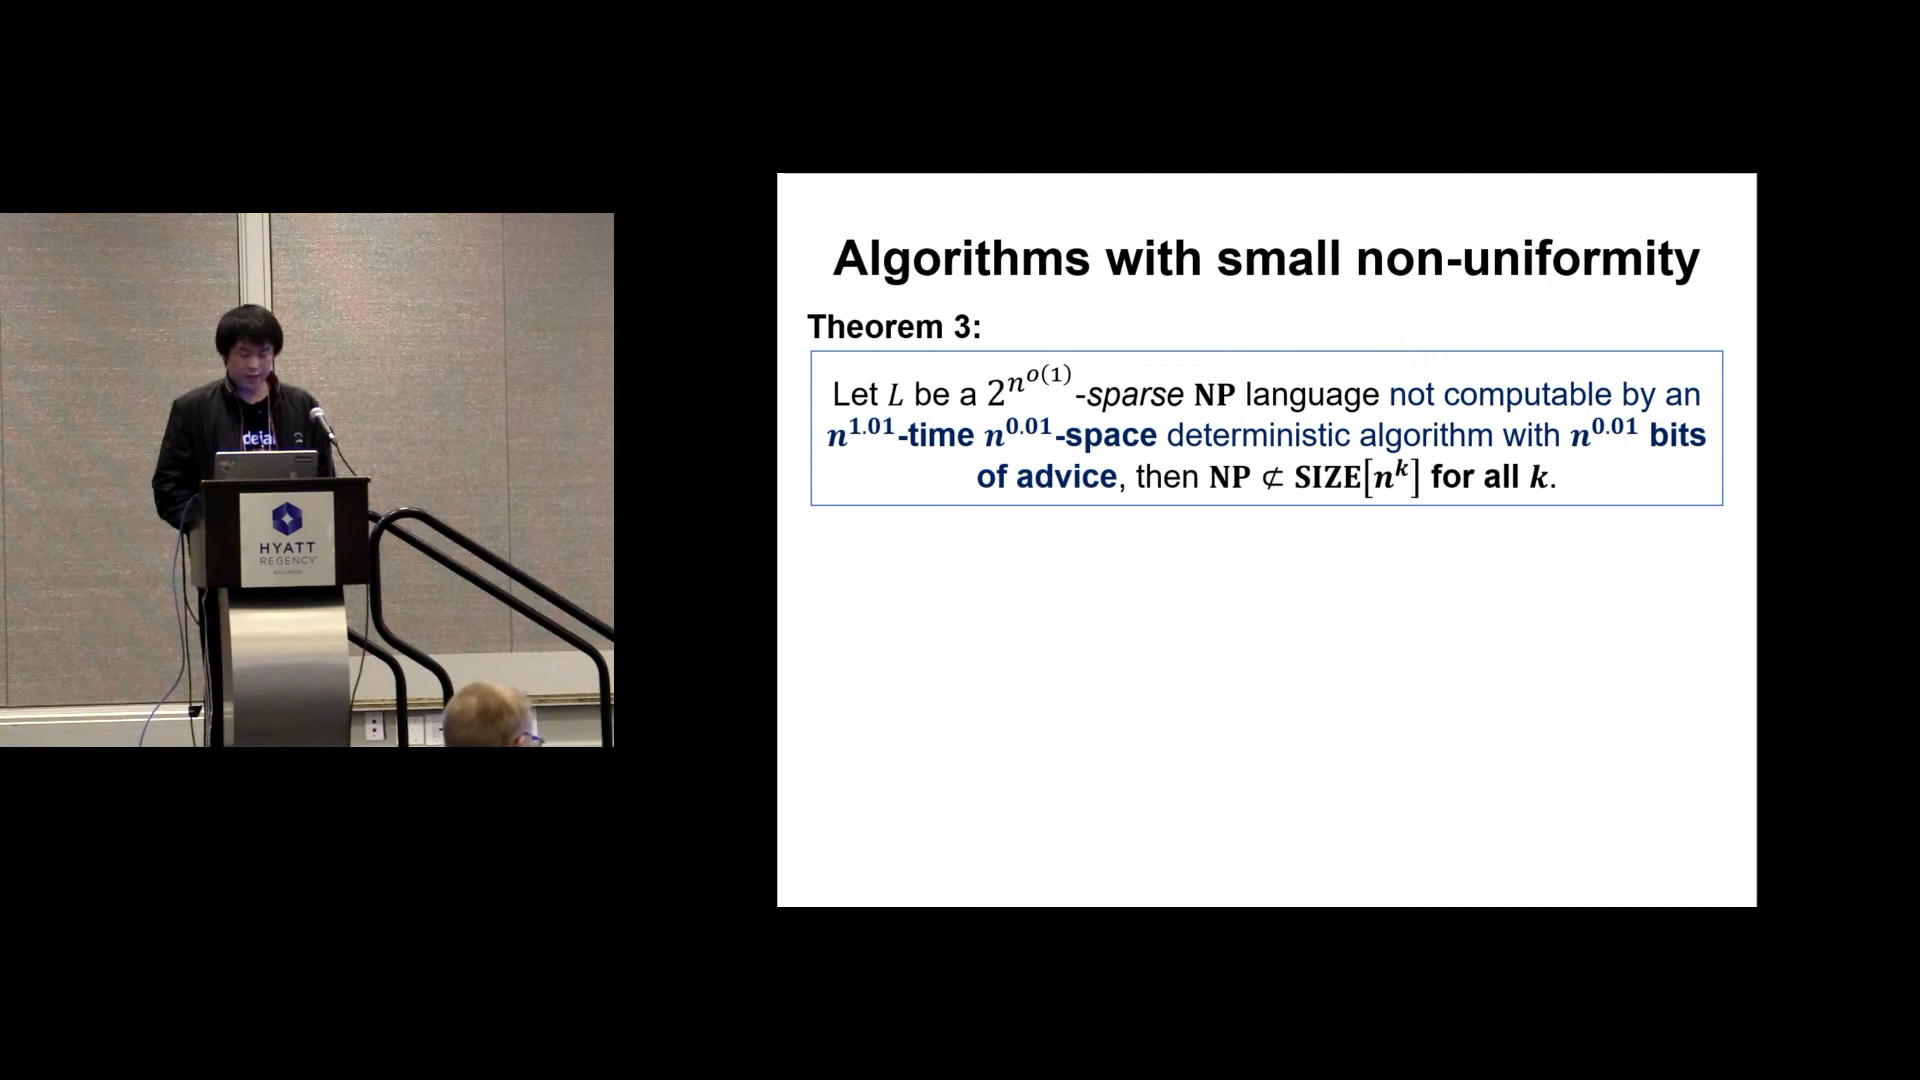 Algorithms with small non-uniformity
Theorem 3:
Let L be a 2^{n^{o(1)}}-sparse NP language not computable by an
n^{1.01}-time n^{0.01}-space deterministic algorithm with n^{0.01} bits
of advice, then NP ⊄ SIZE[n^k] for all k.
dejar
HYATT
REGENCY